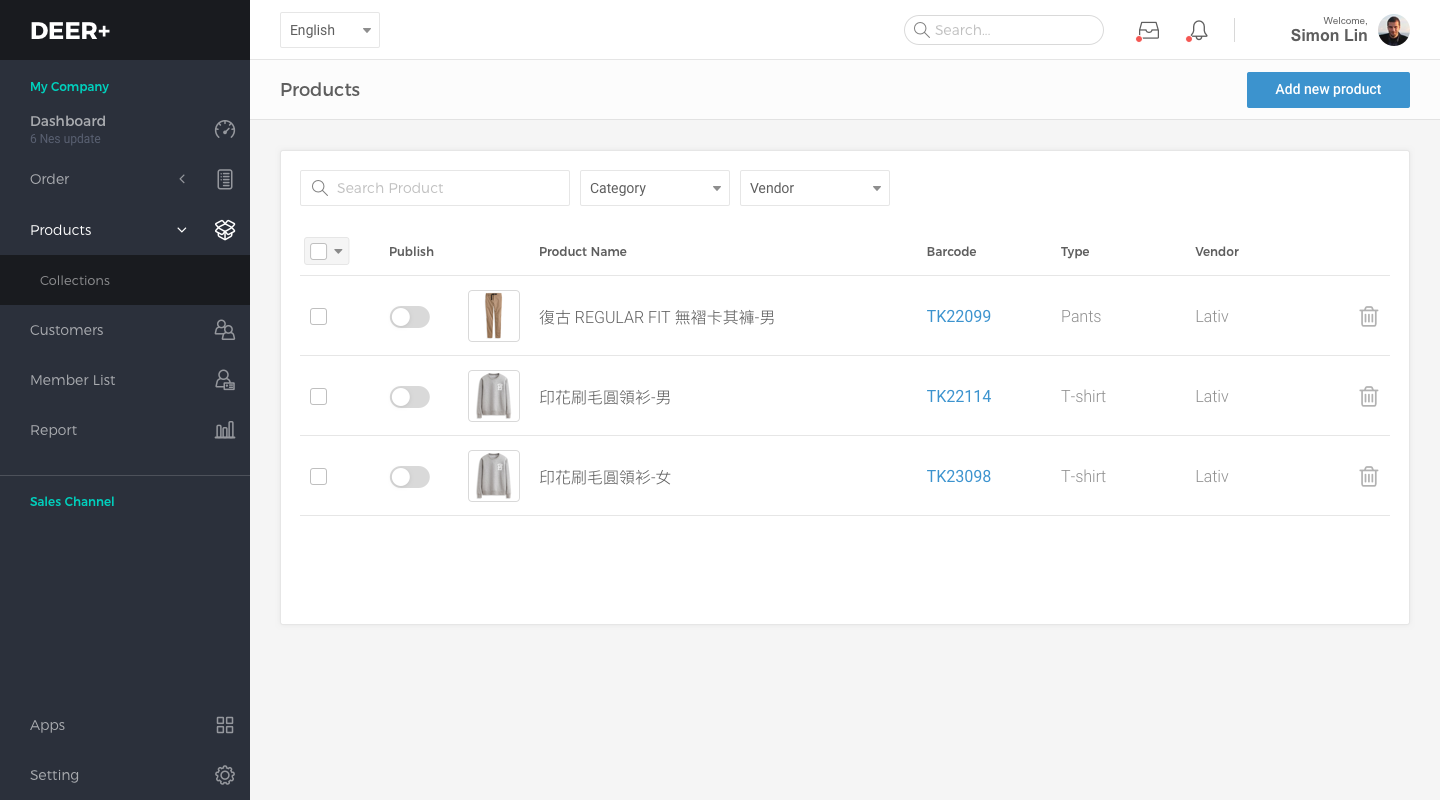 DEER+
English
Search...
Welcome,
Simon Lin
My Company
Dashboard
6 Nes update
Order
Products
Collections
Customers
Member List
Report
Sales Channel
Apps
Setting
Products
Add new product
Search Product
Category
Vendor
Publish Product Name Barcode Type Vendor
復古 REGULAR FIT 無褶卡其褲-男 TK22099 Pants Lativ
印花刷毛圓領衫-男 TK22114 T-shirt Lativ
印花刷毛圓領衫-女 TK23098 T-shirt Lativ